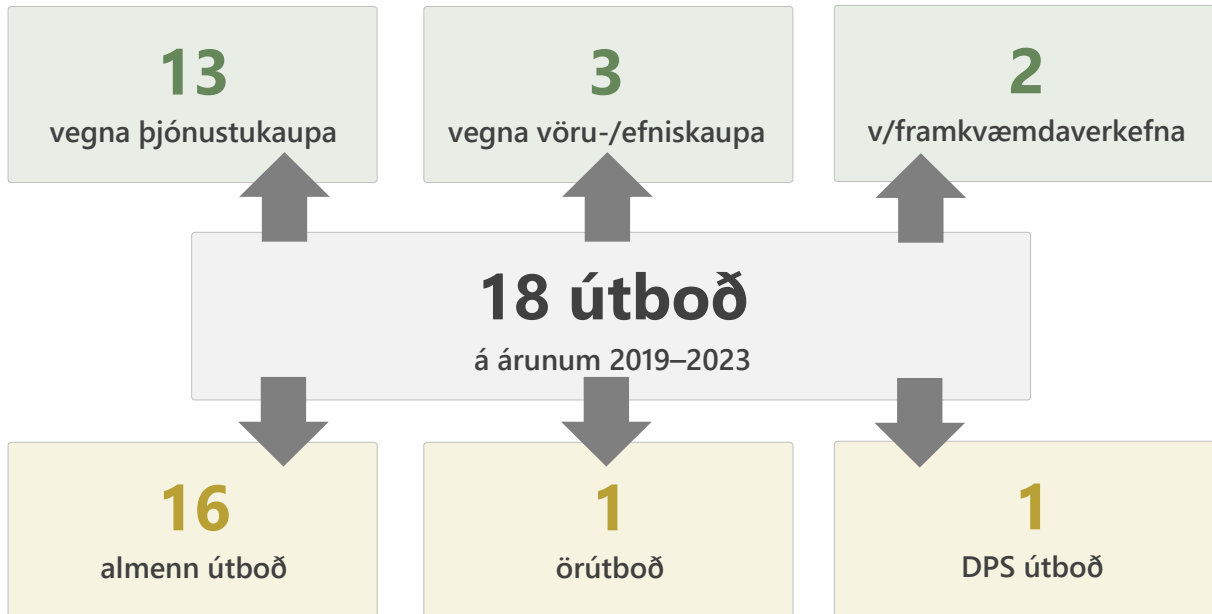 13
vegna þjónustukaupa
3
vegna vöru-/efniskaupa
2
v/framkvæmdaverkefna
18 útboð
á árunum 2019–2023
16
almenn útboð
1
örútboð
1
DPS útboð